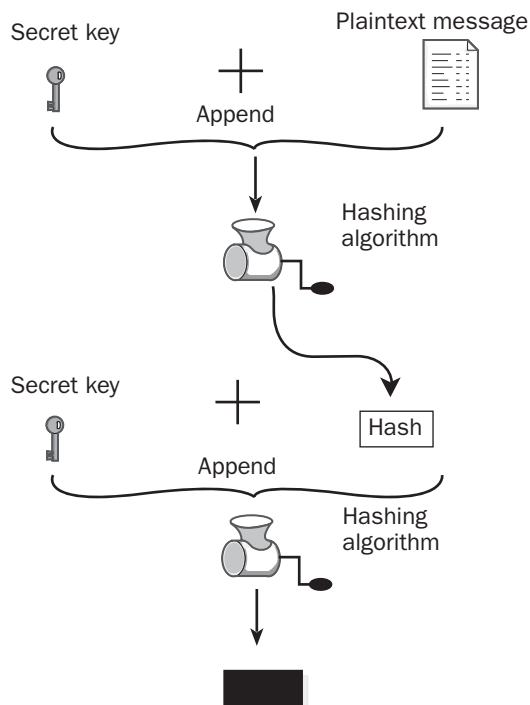 Secret key
Plaintext message
Append
Hashing
algorithm
Secret key
Hash
Append
Hashing
algorithm